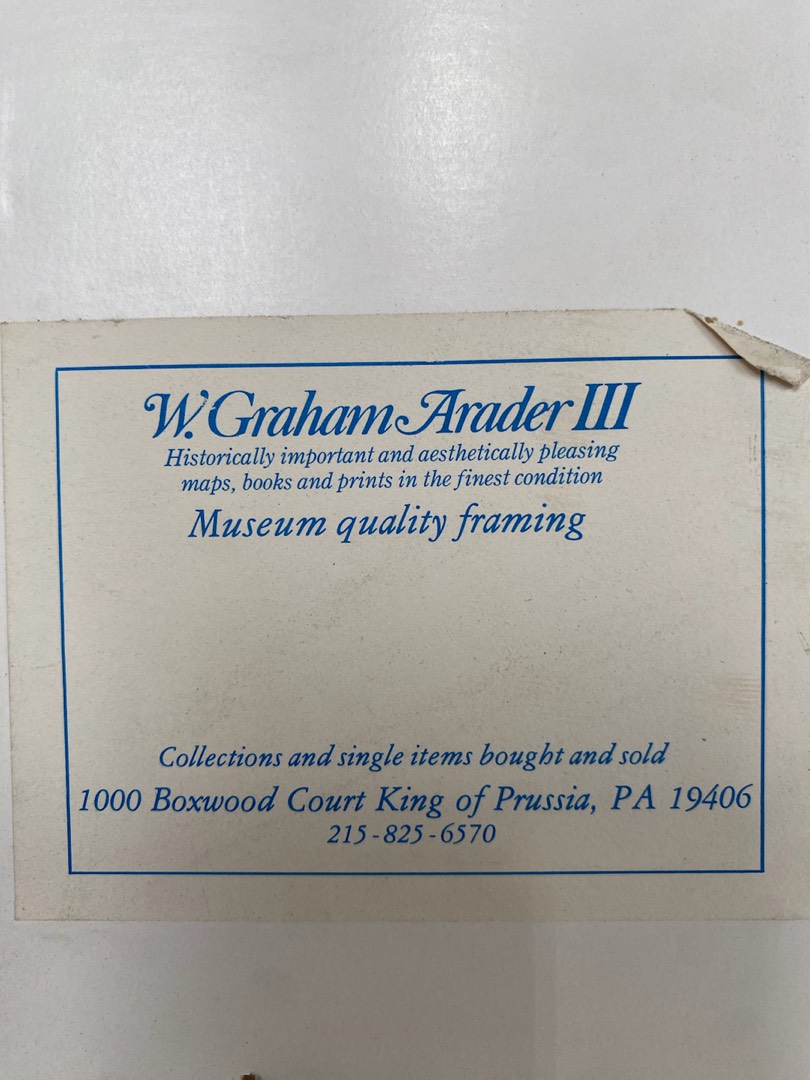 W. Graham Arader III
Historically important and aesthetically pleasing
maps, books and prints in the finest condition
Museum quality framing
Collections and single items bought and sold
1000 Boxwood Court King of Prussia, PA 19406
215-825-6570